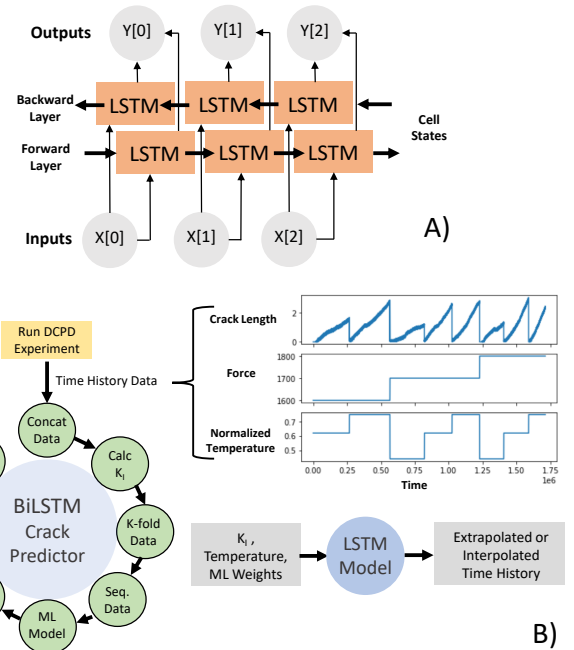 Outputs
Y[0]
Y[1]
Y[2]
Backward
Layer
LSTM
LSTM
LSTM
Cell
States
Forward
Layer
LSTM
LSTM
LSTM
Inputs
X[0]
X[1]
X[2]
A)
Run DCPD
Experiment
Time History Data
Concat
Data
Calc
K_I
K-fold
Data
Seq.
Data
ML
Model
BiLSTM
Crack
Predictor
Crack Length
2
0
Force
1800
1700
1600
Normalized
Temperature
0.7
0.6
0.5
0.00 0.25 0.50 0.75 1.00 1.25 1.50 1.75
1e6
Time
K_I ,
Temperature,
ML Weights
LSTM
Model
Extrapolated or
Interpolated
Time History
B)